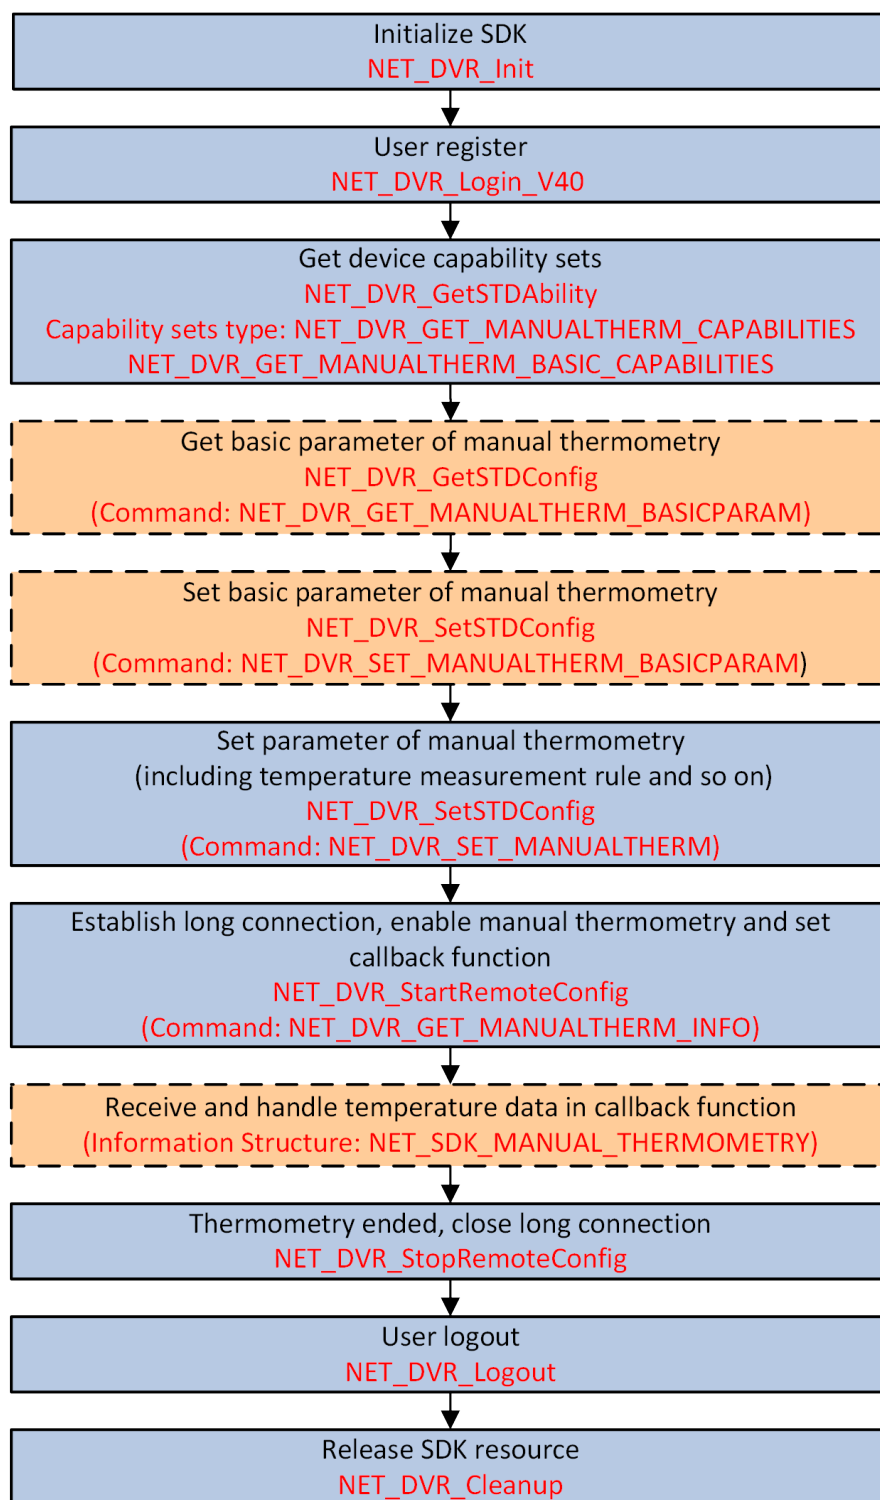 Initialize SDK
NET_DVR_Init
User register
NET_DVR_Login_V40
Get device capability sets
NET_DVR_GetSTDAbility
Capability sets type: NET_DVR_GET_MANUALTHERM_CAPABILITIES
NET_DVR_GET_MANUALTHERM_BASIC_CAPABILITIES
Get basic parameter of manual thermometry
NET_DVR_GetSTDConfig
(Command: NET_DVR_GET_MANUALTHERM_BASICPARAM)
Set basic parameter of manual thermometry
NET_DVR_SetSTDConfig
(Command: NET_DVR_SET_MANUALTHERM_BASICPARAM)
Set parameter of manual thermometry
(including temperature measurement rule and so on)
NET_DVR_SetSTDConfig
(Command: NET_DVR_SET_MANUALTHERM)
Establish long connection, enable manual thermometry and set
callback function
NET_DVR_StartRemoteConfig
(Command: NET_DVR_GET_MANUALTHERM_INFO)
Receive and handle temperature data in callback function
(Information Structure: NET_SDK_MANUAL_THERMOMETRY)
Thermometry ended, close long connection
NET_DVR_StopRemoteConfig
User logout
NET_DVR_Logout
Release SDK resource
NET_DVR_Cleanup